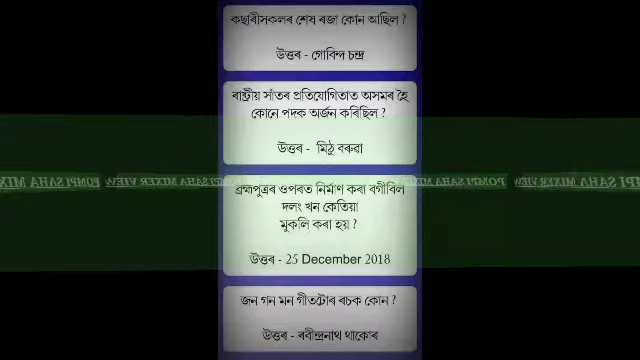 কছাৰীসকলৰ শেষ ৰজা কোন আছিল ?
উত্তৰ - গোবিন্দ চন্দ্ৰ
ৰাষ্ট্ৰীয় সাঁতৰ প্ৰতিযোগিতাত অসমৰ হৈ
কোনে পদক অৰ্জন কৰিছিল ?
উত্তৰ - মিঠু বৰুৱা
ব্ৰহ্মপুত্ৰৰ ওপৰত নিৰ্মাণ কৰা বগীবিল
দলং খন কেতিয়া
মুকলি কৰা হয় ?
উত্তৰ - 25 December 2018
জন গন মন গীতটোৰ ৰচক কোন ?
উত্তৰ - ৰবীন্দ্ৰনাথ থাকোৰ
POMPI SAHA MIXER VIEW